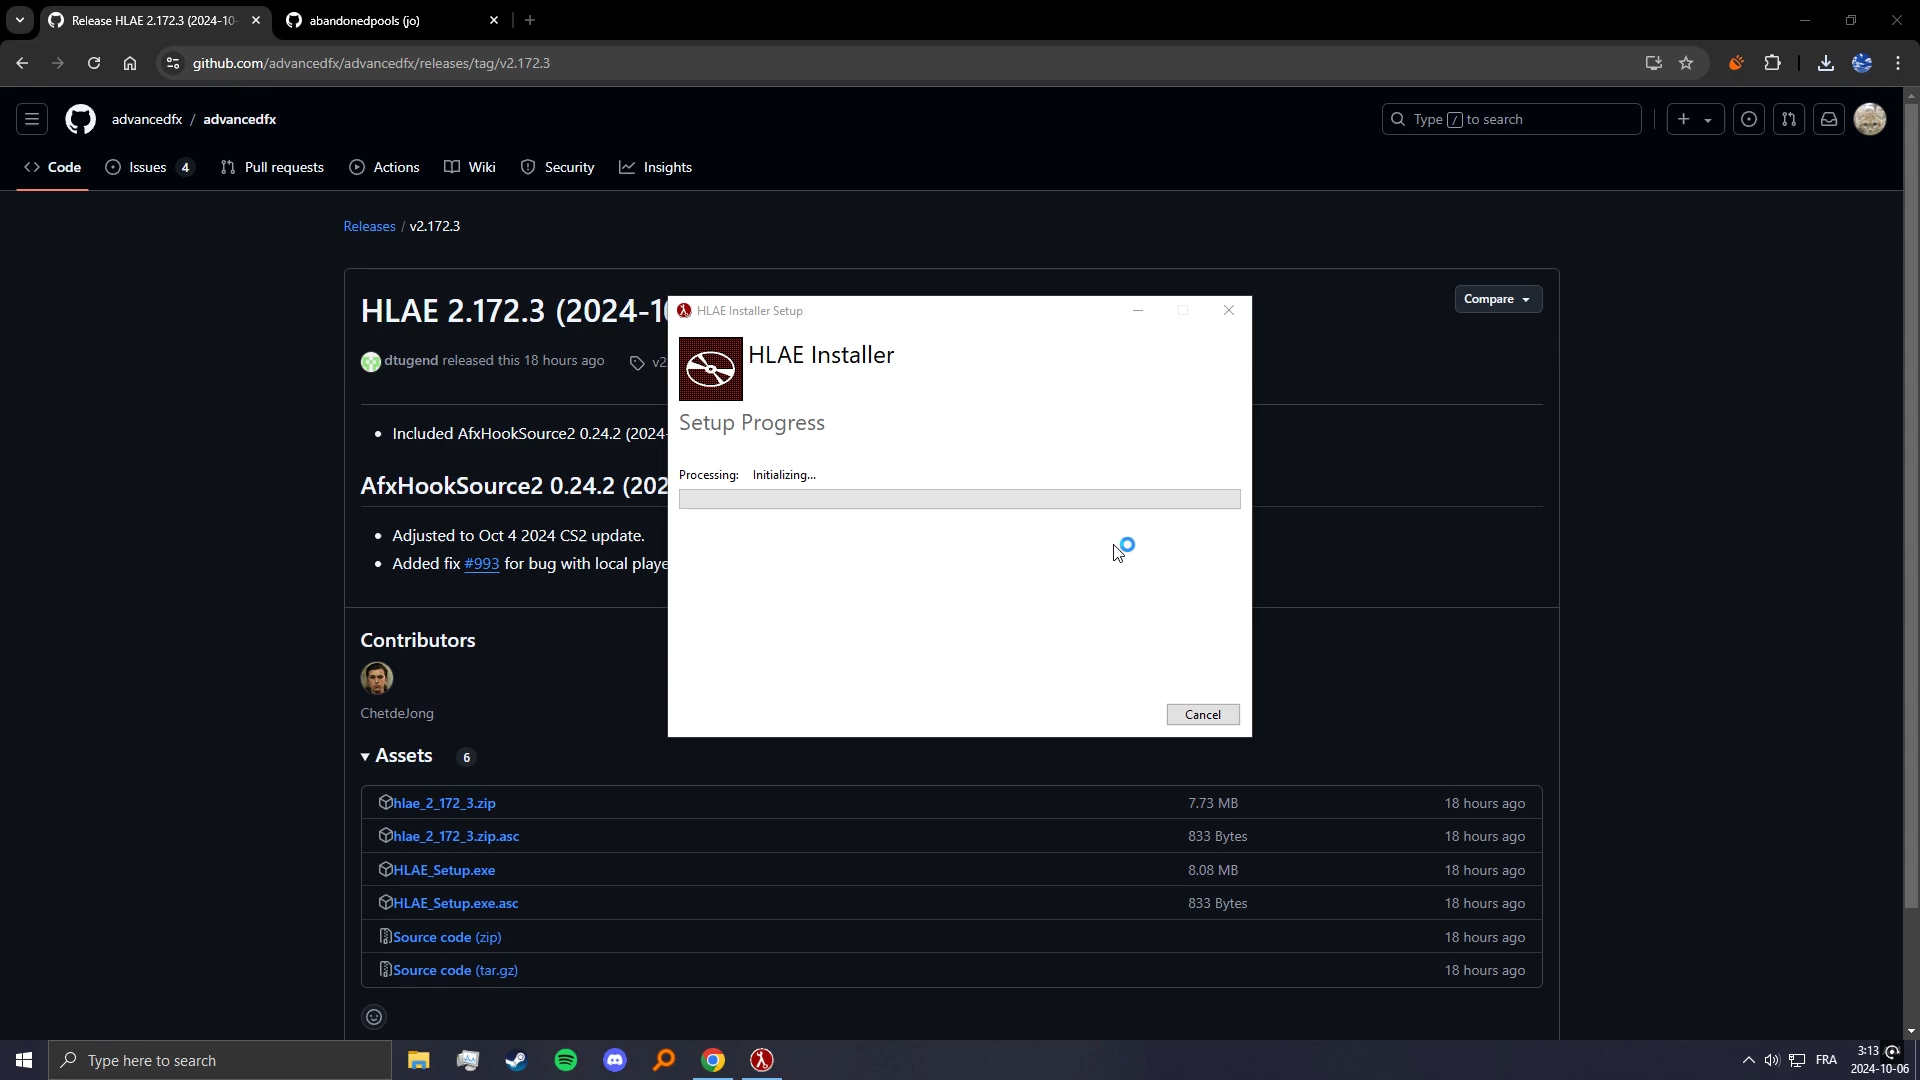 Release HLAE 2.172.3 (2024-10-
abandonedpools (jo)
github.com/advancedfx/advancedfx/releases/tag/v2.172.3
advancedfx / advancedfx
Type / to search
Code
Issues 4
Pull requests
Actions
Wiki
Security
Insights
Releases / v2.172.3
HLAE 2.172.3 (2024-10
Compare
dtugend released this 18 hours ago
v2
Included AfxHookSource2 0.24.2 (2024-
AfxHookSource2 0.24.2 (202
Adjusted to Oct 4 2024 CS2 update.
Added fix #993 for bug with local playe
HLAE Installer Setup
HLAE Installer
Setup Progress
Processing: Initializing...
Cancel
Contributors
ChetdeJong
Assets 6
hlae_2_172_3.zip 7.73 MB 18 hours ago
hlae_2_172_3.zip.asc 833 Bytes 18 hours ago
HLAE_Setup.exe 8.08 MB 18 hours ago
HLAE_Setup.exe.asc 833 Bytes 18 hours ago
Source code (zip) 18 hours ago
Source code (tar.gz) 18 hours ago
Type here to search
FRA
3:13
2024-10-06